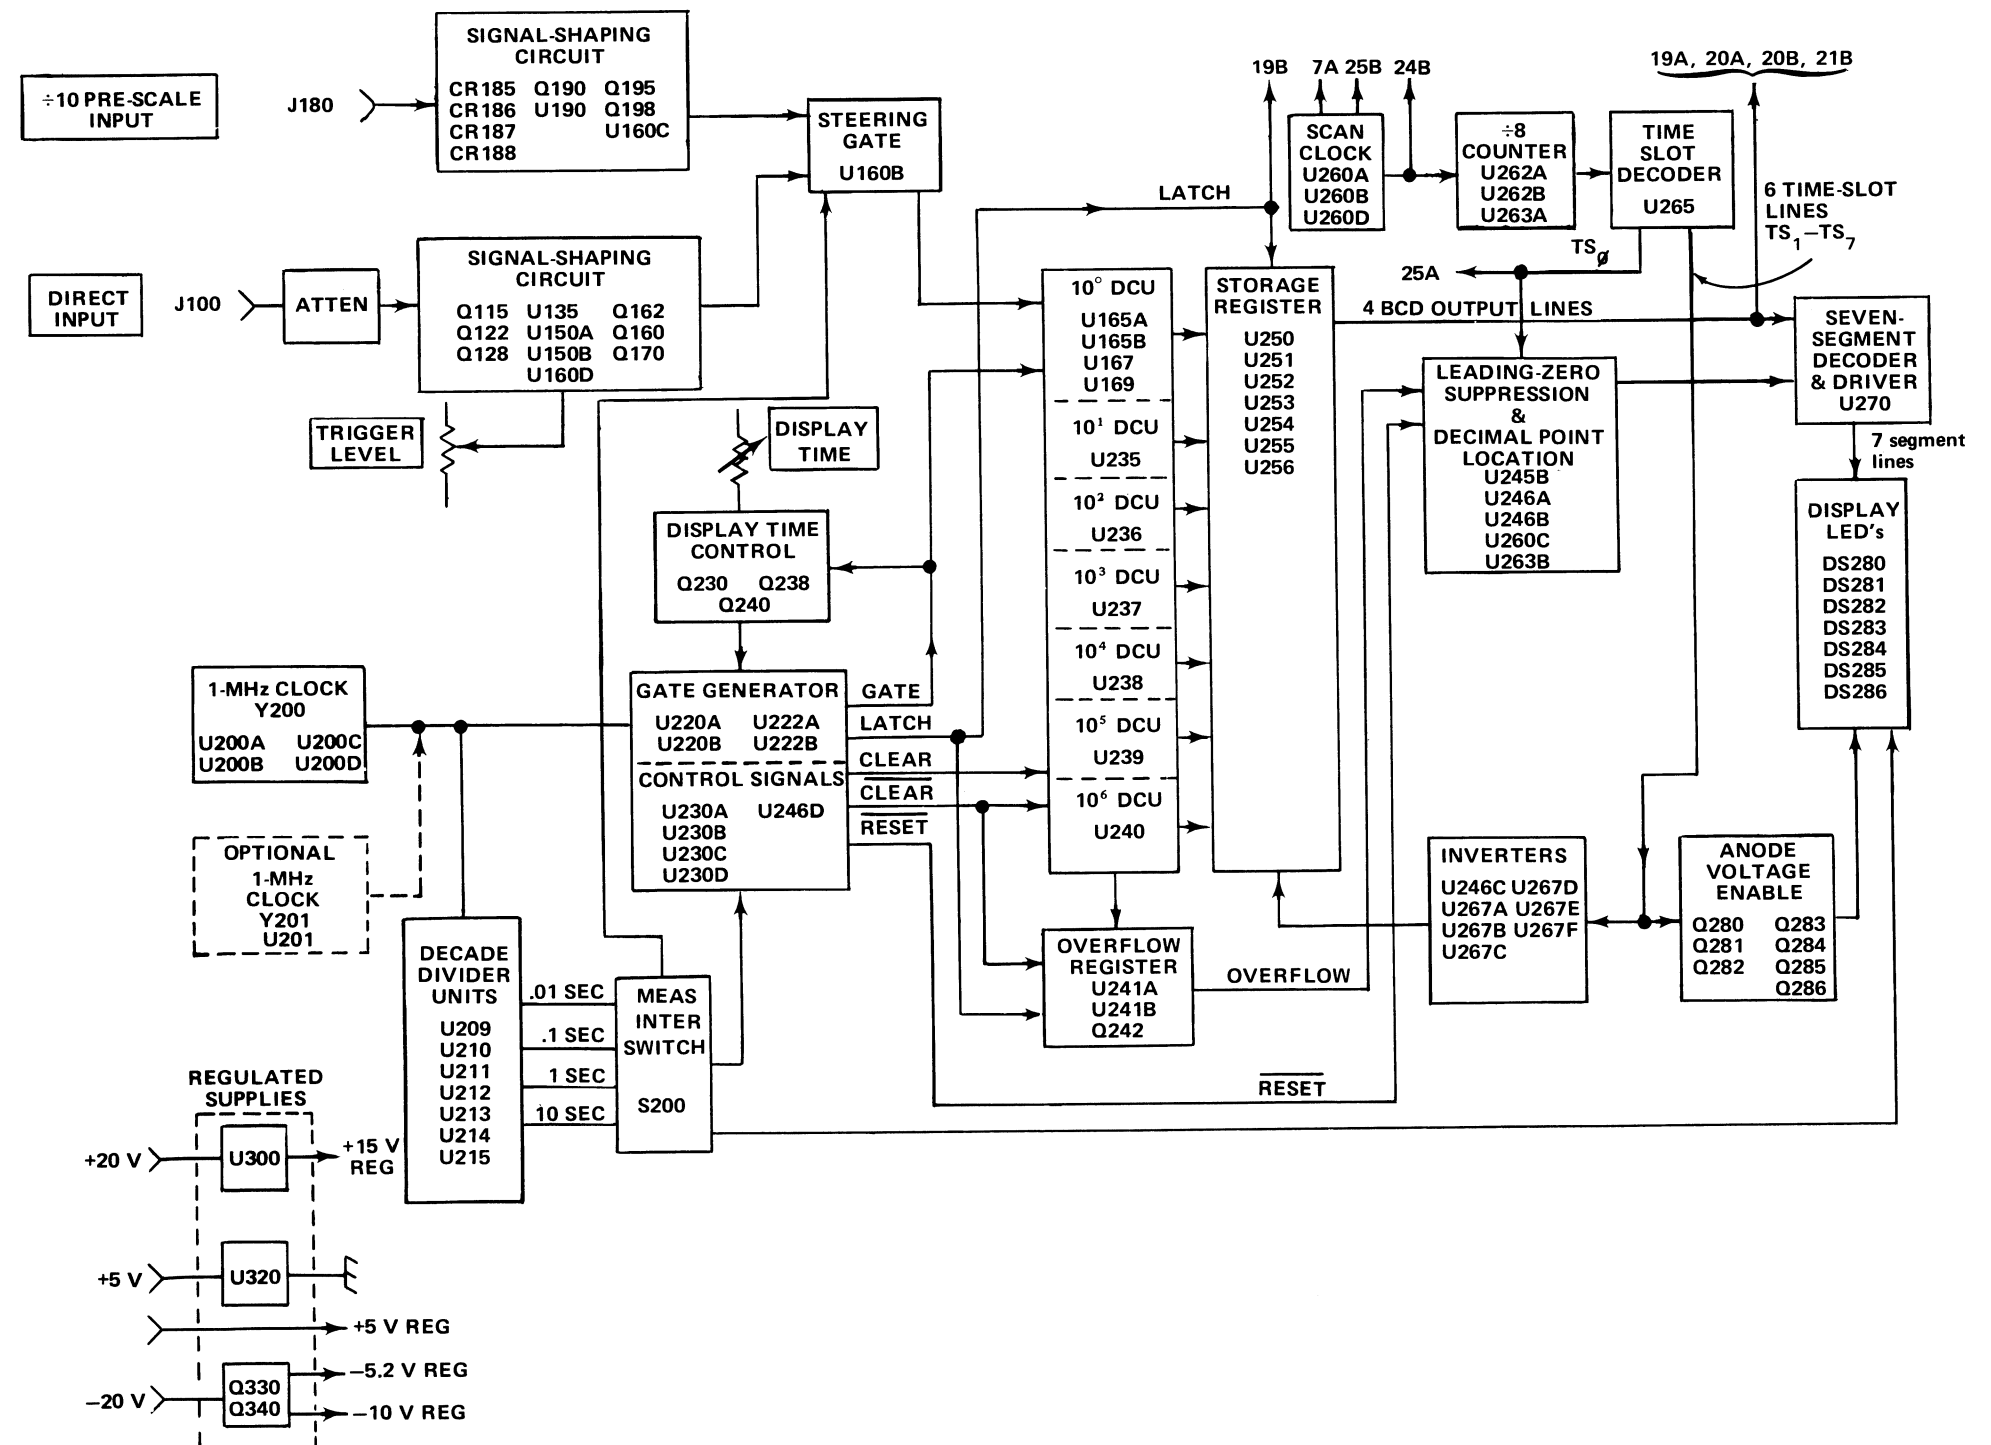 ÷10 PRE-SCALE
INPUT
J180
SIGNAL-SHAPING
CIRCUIT
CR185 Q190 Q195
CR186 U190 Q198
CR187 U160C
CR188
STEERING
GATE
U160B
DIRECT
INPUT
J100
ATTEN
SIGNAL-SHAPING
CIRCUIT
Q115 U135 Q162
Q122 U150A Q160
Q128 U150B Q170
U160D
TRIGGER
LEVEL
DISPLAY
TIME
DISPLAY TIME
CONTROL
Q230 Q238
Q240
1-MHz CLOCK
Y200
U200A U200C
U200B U200D
OPTIONAL
1-MHz
CLOCK
Y201
U201
GATE GENERATOR
U220A U222A
U220B U222B
CONTROL SIGNALS
U230A U246D
U230B
U230C
U230D
GATE
LATCH
CLEAR
CLEAR
RESET
DECADE
DIVIDER
UNITS
U209
U210
U211
U212
U213
U214
U215
.01 SEC
.1 SEC
1 SEC
10 SEC
MEAS
INTER
SWITCH
S200
REGULATED
SUPPLIES
+20 V
U300
+15 V
REG
+5 V
U320
+5 V REG
−20 V
Q330
Q340
−5.2 V REG
−10 V REG
LATCH
19B
7A 25B 24B
SCAN
CLOCK
U260A
U260B
U260D
÷8
COUNTER
U262A
U262B
U263A
TIME
SLOT
DECODER
U265
19A, 20A, 20B, 21B
6 TIME-SLOT
LINES
TS1–TS7
TS0
25A
10⁰ DCU
U165A
U165B
U167
U169
10¹ DCU
U235
10² DCU
U236
10³ DCU
U237
10⁴ DCU
U238
10⁵ DCU
U239
10⁶ DCU
U240
STORAGE
REGISTER
U250
U251
U252
U253
U254
U255
U256
4 BCD OUTPUT LINES
LEADING-ZERO
SUPPRESSION
&
DECIMAL POINT
LOCATION
U245B
U246A
U246B
U260C
U263B
SEVEN-
SEGMENT
DECODER
& DRIVER
U270
7 segment
lines
DISPLAY
LED's
DS280
DS281
DS282
DS283
DS284
DS285
DS286
INVERTERS
U246C U267D
U267A U267E
U267B U267F
U267C
ANODE
VOLTAGE
ENABLE
Q280 Q283
Q281 Q284
Q282 Q285
Q286
OVERFLOW
REGISTER
U241A
U241B
Q242
OVERFLOW
RESET